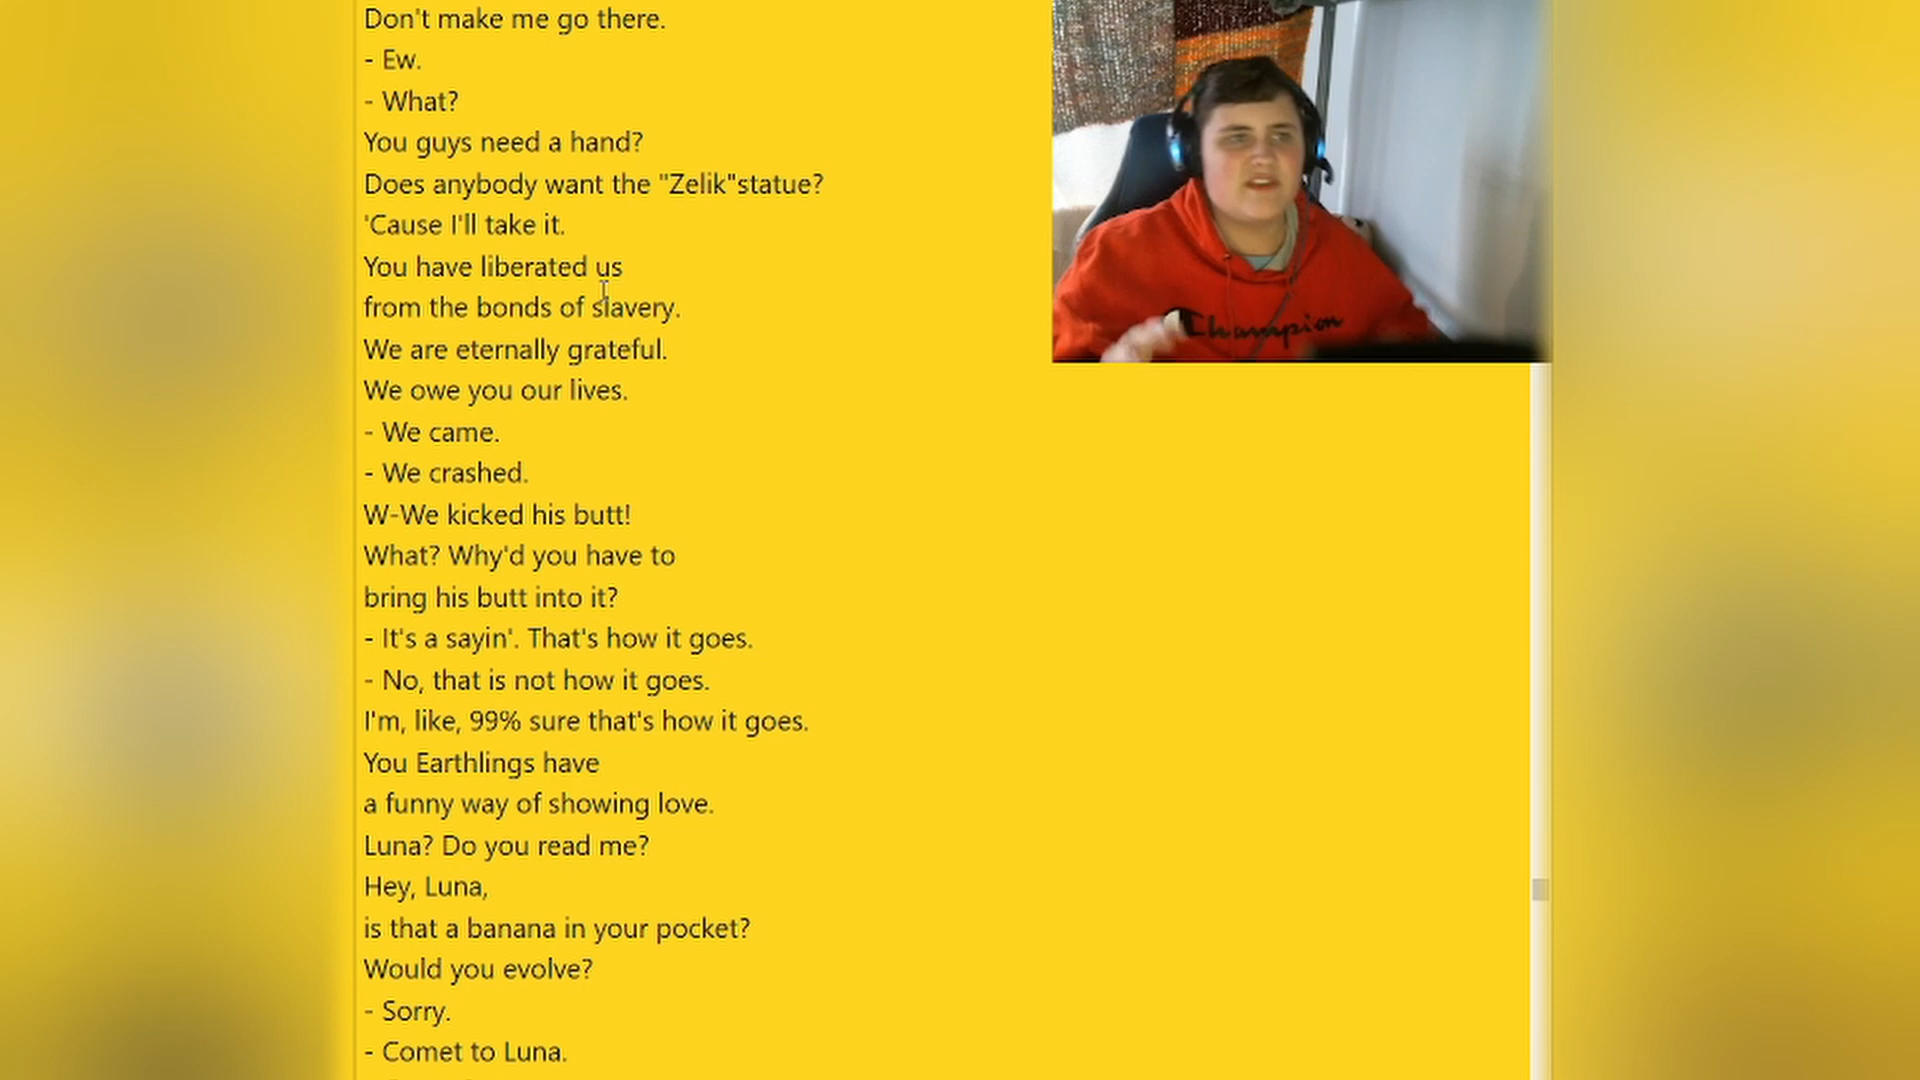 Don't make me go there.
- Ew.
- What?
You guys need a hand?
Does anybody want the "Zelik"statue?
'Cause I'll take it.
You have liberated us
from the bonds of slavery.
We are eternally grateful.
We owe you our lives.
- We came.
- We crashed.
W-We kicked his butt!
What? Why'd you have to
bring his butt into it?
- It's a sayin'. That's how it goes.
- No, that is not how it goes.
I'm, like, 99% sure that's how it goes.
You Earthlings have
a funny way of showing love.
Luna? Do you read me?
Hey, Luna,
is that a banana in your pocket?
Would you evolve?
- Sorry.
- Comet to Luna.
Champion